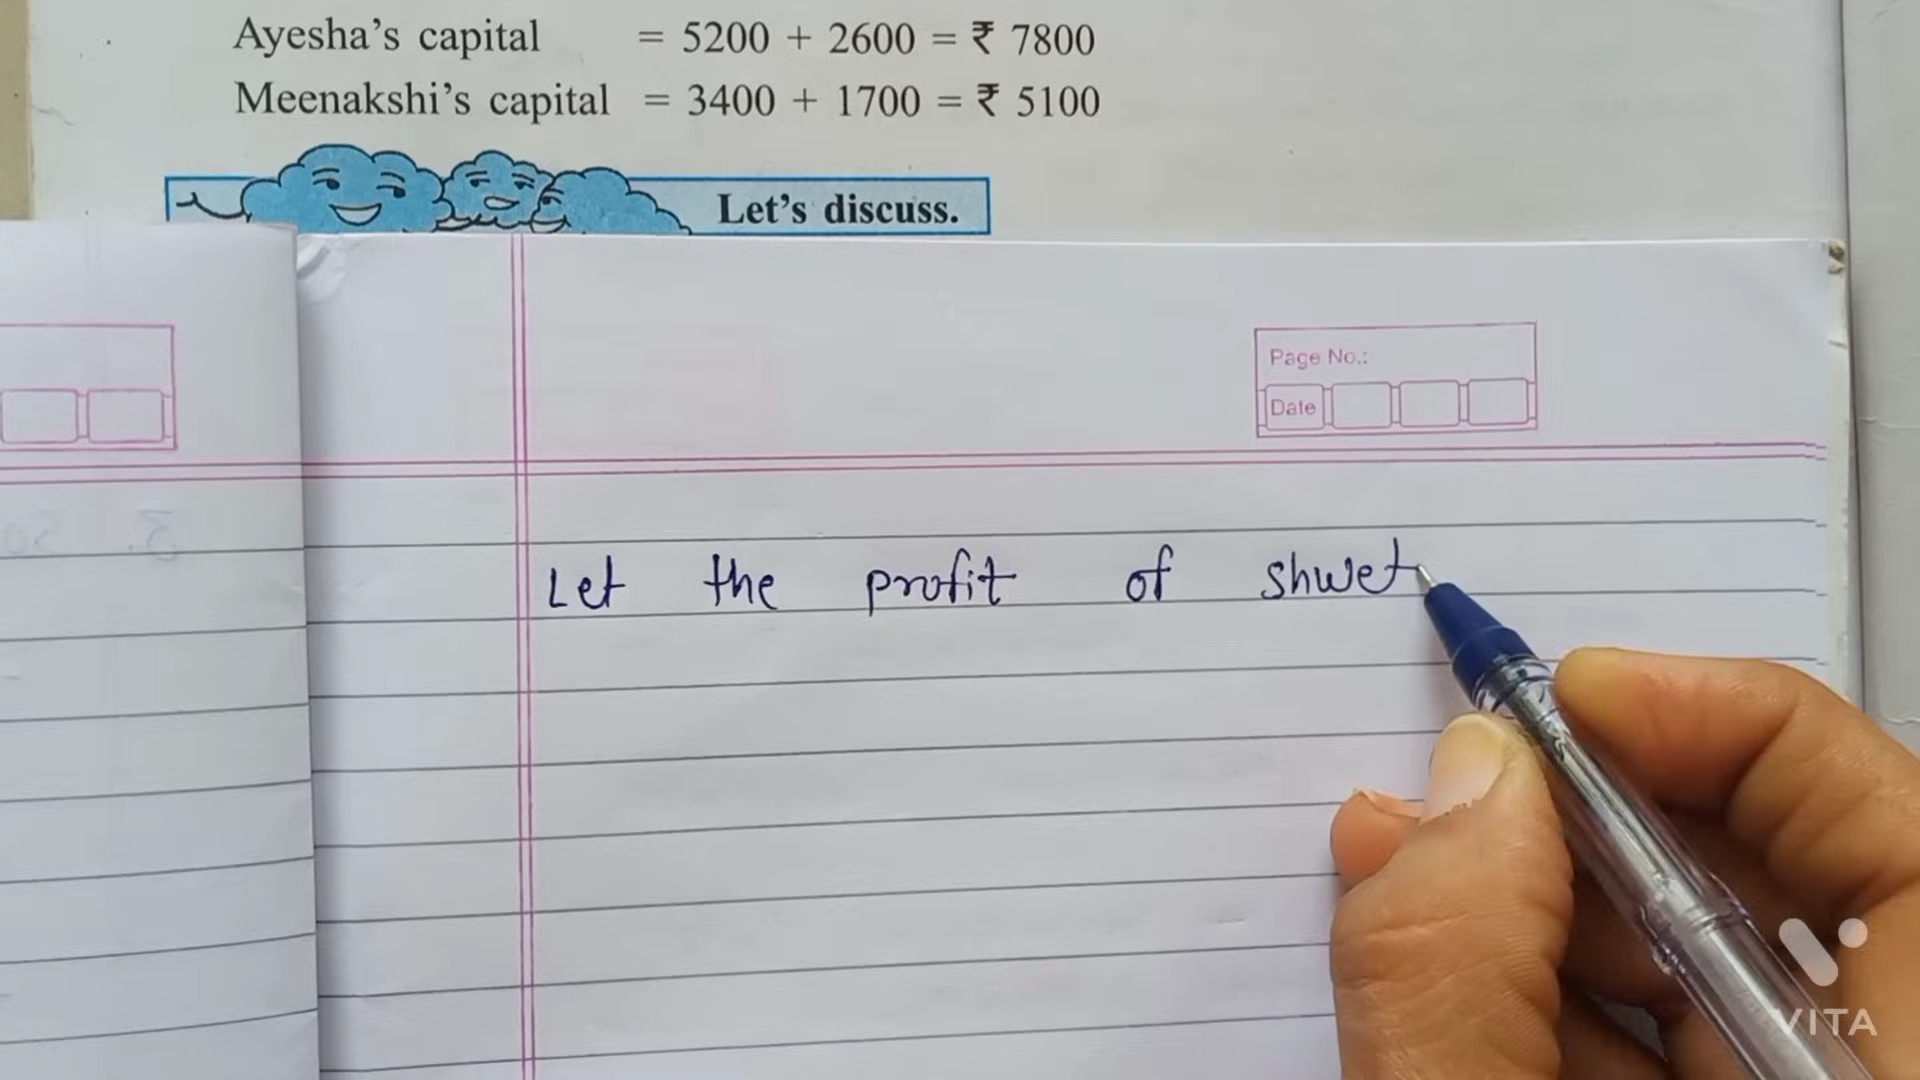 Ayesha's capital = 5200 + 2600 = ₹ 7800
Meenakshi's capital = 3400 + 1700 = ₹ 5100
Let's discuss.
Page No.:
Date
Let the profit of shwet
VITA